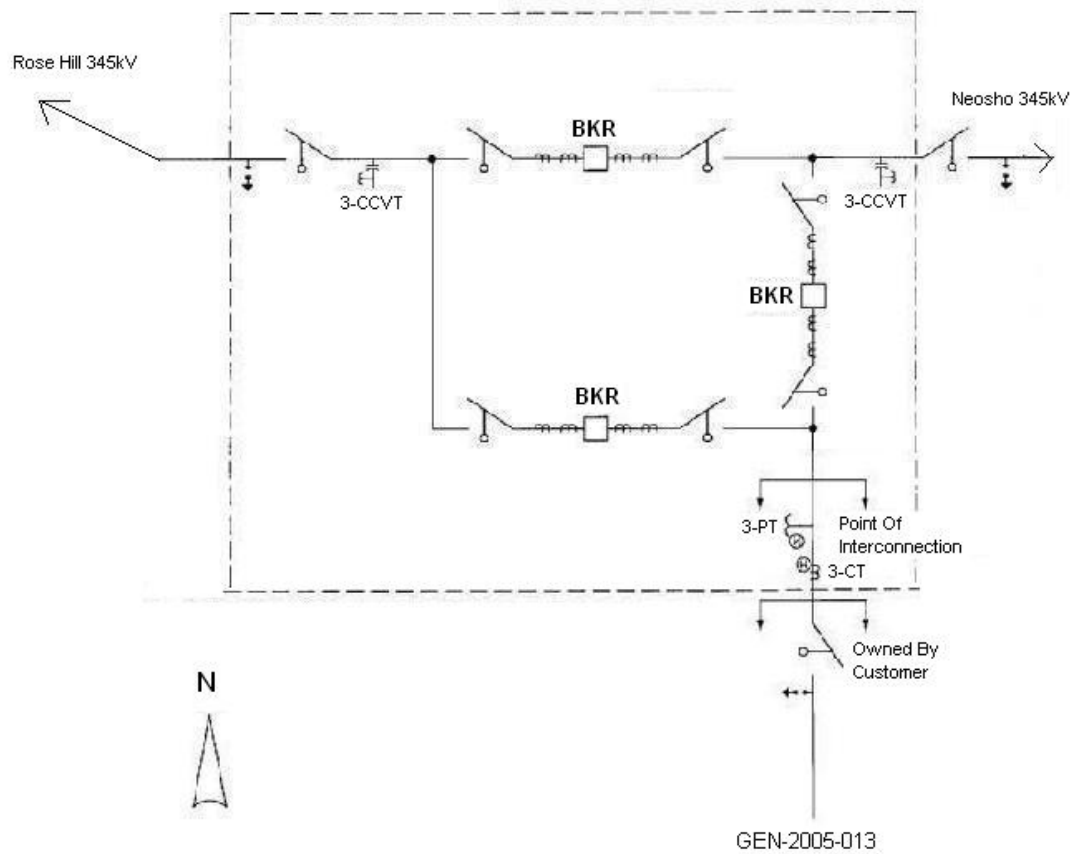 Rose Hill 345kV
Neosho 345kV
BKR
3-CCVT
3-CCVT
BKR
BKR
3-PT
Point Of
Interconnection
3-CT
Owned By
Customer
N
GEN-2005-013